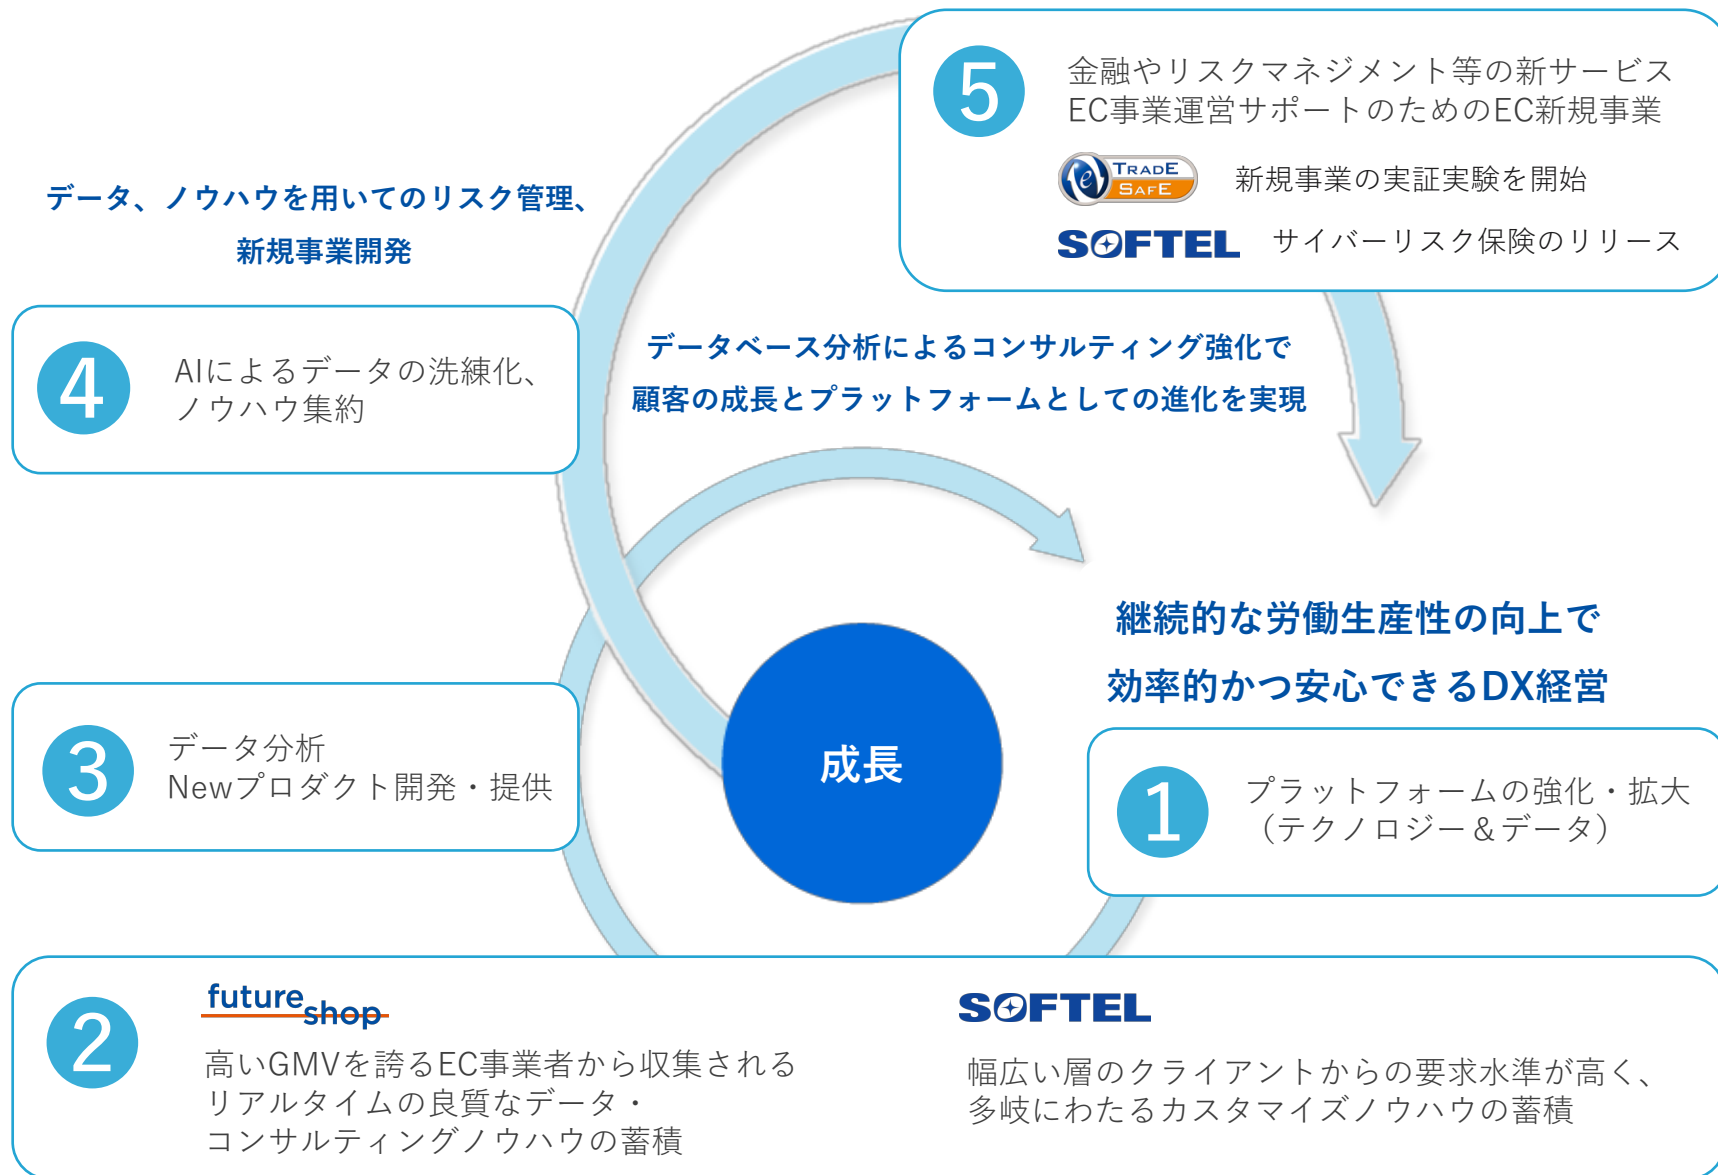 5
金融やリスクマネジメント等の新サービス
EC事業運営サポートのためのEC新規事業
TRADE
SAFE
新規事業の実証実験を開始
SOFTEL
サイバーリスク保険のリリース
データ、ノウハウを用いてのリスク管理、
新規事業開発
4
AIによるデータの洗練化、
ノウハウ集約
データベース分析によるコンサルティング強化で
顧客の成長とプラットフォームとしての進化を実現
継続的な労働生産性の向上で
効率的かつ安心できるDX経営
3
データ分析
Newプロダクト開発・提供
成長
1
プラットフォームの強化・拡大
（テクノロジー＆データ）
2
futureshop
高いGMVを誇るEC事業者から収集される
リアルタイムの良質なデータ・
コンサルティングノウハウの蓄積
SOFTEL
幅広い層のクライアントからの要求水準が高く、
多岐にわたるカスタマイズノウハウの蓄積